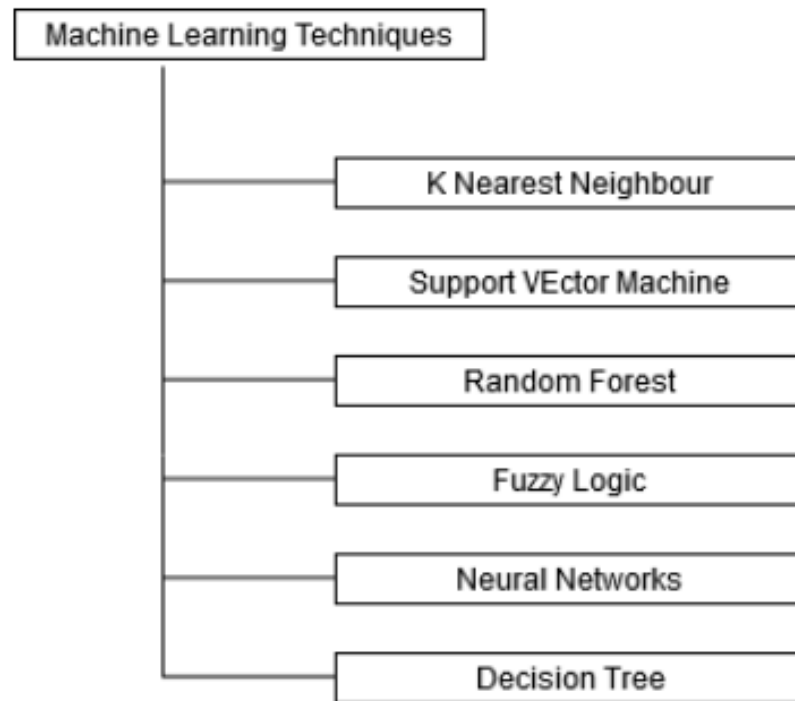 Machine Learning Techniques
K Nearest Neighbour
Support VEctor Machine
Random Forest
Fuzzy Logic
Neural Networks
Decision Tree